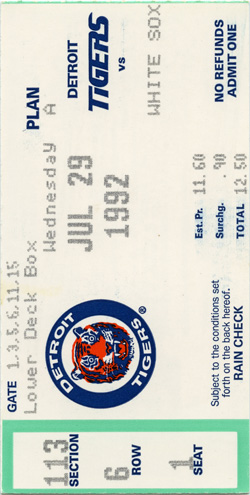 DETROIT
TIGERS
vs
WHITE SOX
NO REFUNDS
ADMIT ONE
PLAN
Wednesday A
JUL 29
1992
Est.Pr. 11.60
Surchg. .90
TOTAL 12.50
GATE 1,3,5,6,11,15
Lower Deck Box
DETROIT TIGERS
Subject to the conditions set
forth on the back hereof.
RAIN CHECK
113
SECTION
6
ROW
1
SEAT